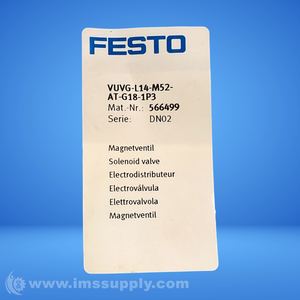 FESTO
VUVG-L14-M52-
AT-G18-1P3
Mat.-Nr.: 566499
Serie: DN02
Magnetventil
Solenoid valve
Electrodistributeur
Electroválvula
Elettrovalvola
Magnetventil
© www.imssupply.com/